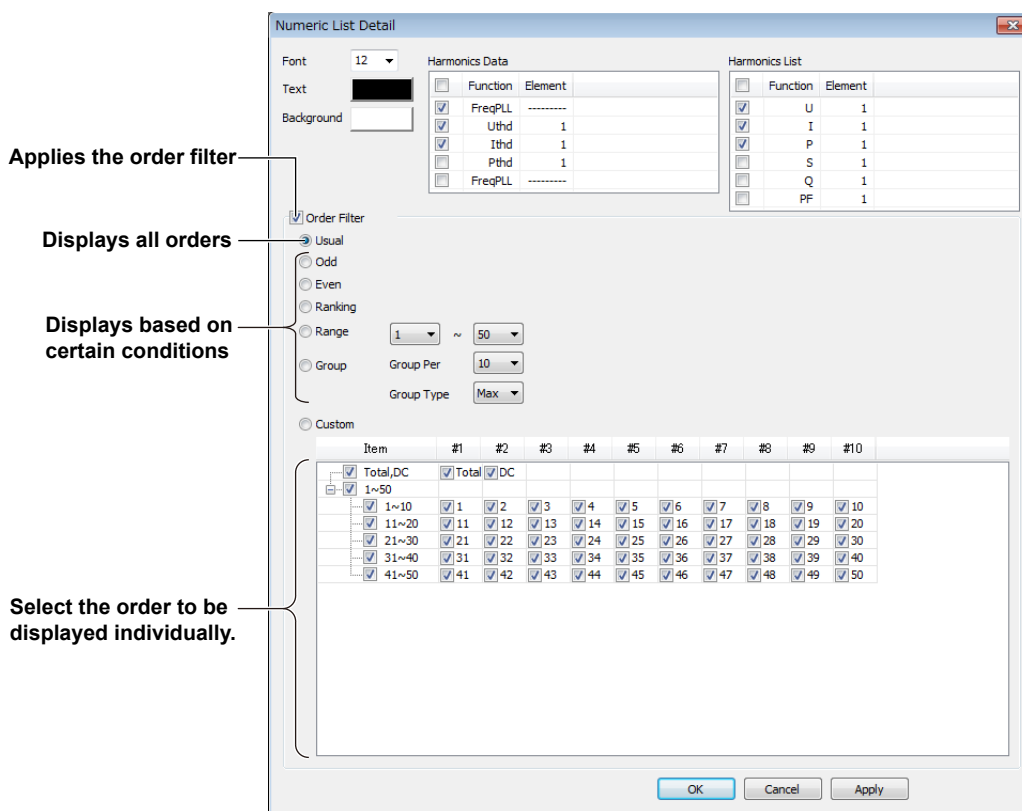 Numeric List Detail
Font 12
Text
Background
Harmonics Data
Function Element
FreqPLL ---------
Uthd 1
Ithd 1
Pthd 1
FreqPLL ---------
Harmonics List
Function Element
U 1
I 1
P 1
S 1
Q 1
PF 1
Applies the order filter
Order Filter
Displays all orders
Usual
Odd
Even
Ranking
Displays based on
certain conditions
Range 1 ~ 50
Group Group Per 10
Group Type Max
Custom
Item #1 #2 #3 #4 #5 #6 #7 #8 #9 #10
Total,DC Total DC
1~50
1~10 1 2 3 4 5 6 7 8 9 10
11~20 11 12 13 14 15 16 17 18 19 20
21~30 21 22 23 24 25 26 27 28 29 30
31~40 31 32 33 34 35 36 37 38 39 40
41~50 41 42 43 44 45 46 47 48 49 50
Select the order to be
displayed individually.
OK Cancel Apply